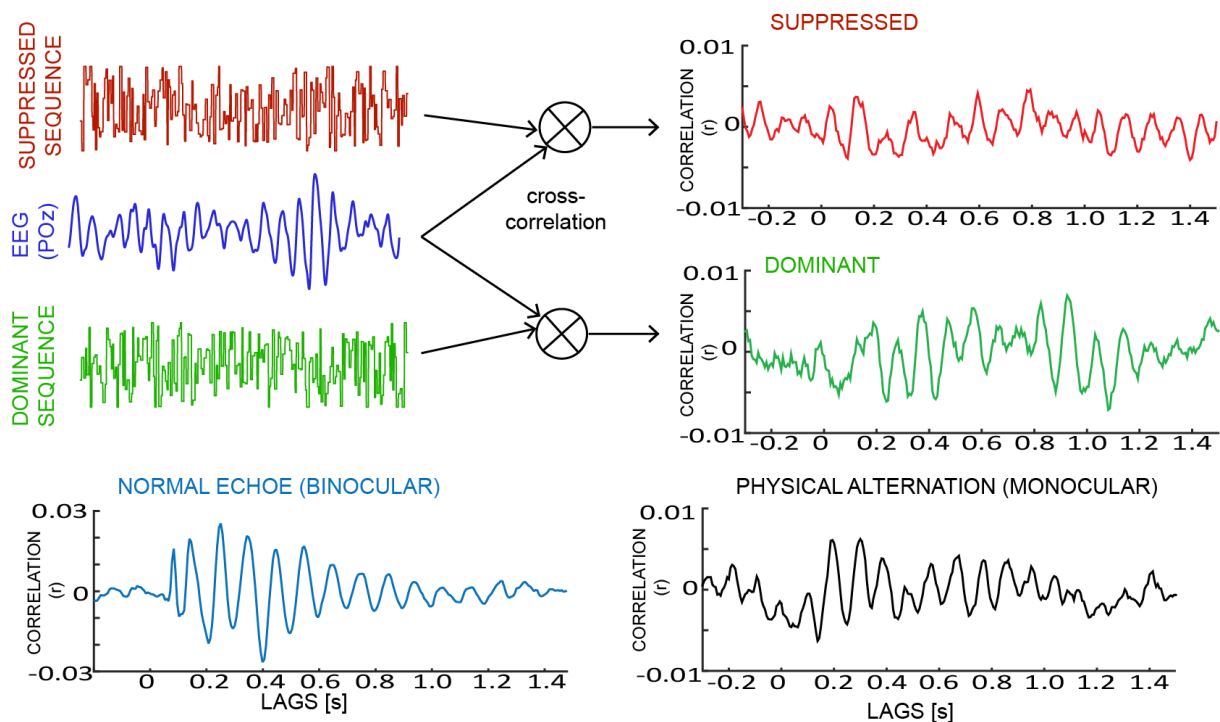 SUPPRESSED
SEQUENCE
EEG
(POz)
DOMINANT
SEQUENCE
cross-
correlation
SUPPRESSED
0.01
CORRELATION
(r)
0
-0.01
-0.2 0 0.2 0.4 0.6 0.8 1.0 1.2 1.4
DOMINANT
0.01
CORRELATION
(r)
0
-0.01
-0.2 0 0.2 0.4 0.6 0.8 1.0 1.2 1.4
NORMAL ECHOE (BINOCULAR)
0.03
CORRELATION
(r)
0
-0.03
0 0.2 0.4 0.6 0.8 1.0 1.2 1.4
LAGS [s]
PHYSICAL ALTERNATION (MONOCULAR)
0.01
CORRELATION
(r)
0
-0.01
-0.2 0 0.2 0.4 0.6 0.8 1.0 1.2 1.4
LAGS [s]